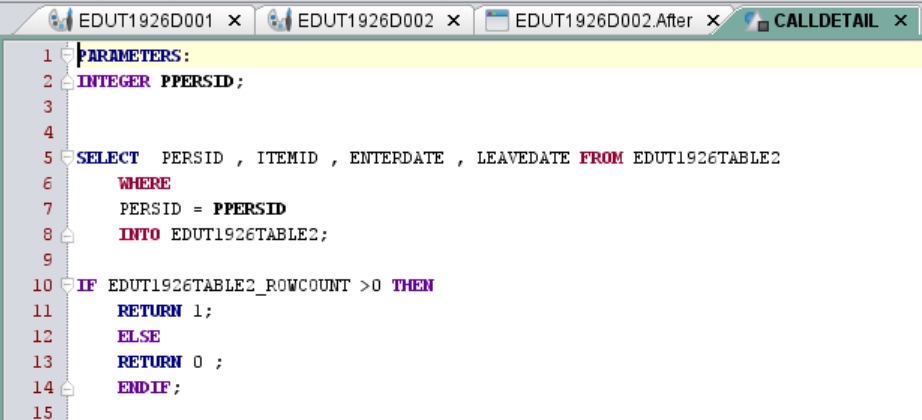 EDUT1926D001 × EDUT1926D002 × EDUT1926D002.After × CALLDETAIL ×
1 PARAMETERS:
2 INTEGER PPERSID;
3
4
5 SELECT PERSID , ITEMID , ENTERDATE , LEAVEDATE FROM EDUT1926TABLE2
6 WHERE
7 PERSID = PPERSID
8 INTO EDUT1926TABLE2;
9
10 IF EDUT1926TABLE2_ROWCOUNT >0 THEN
11 RETURN 1;
12 ELSE
13 RETURN 0 ;
14 ENDIF;
15